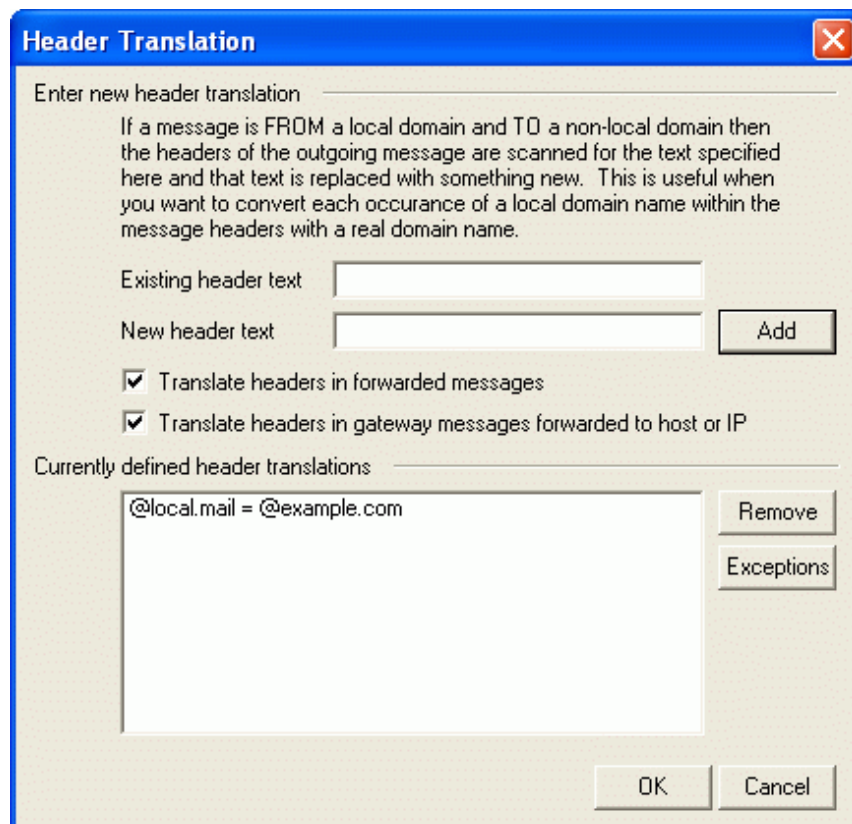 Header Translation
Enter new header translation
If a message is FROM a local domain and TO a non-local domain then
the headers of the outgoing message are scanned for the text specified
here and that text is replaced with something new.  This is useful when
you want to convert each occurance of a local domain name within the
message headers with a real domain name.
Existing header text
New header text
Add
Translate headers in forwarded messages
Translate headers in gateway messages forwarded to host or IP
Currently defined header translations
@local.mail = @example.com
Remove
Exceptions
OK
Cancel